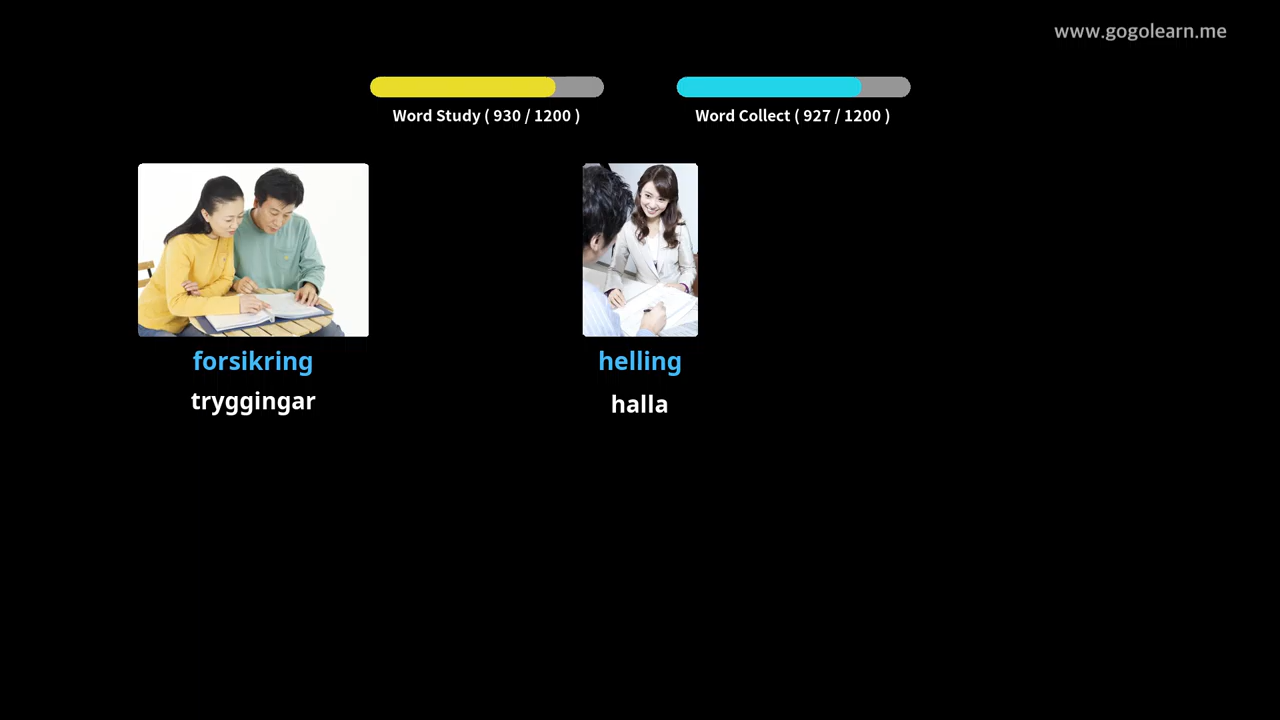 www.gogolearn.me
Word Study ( 930 / 1200 )
Word Collect ( 927 / 1200 )
forsikring
tryggingar
helling
halla